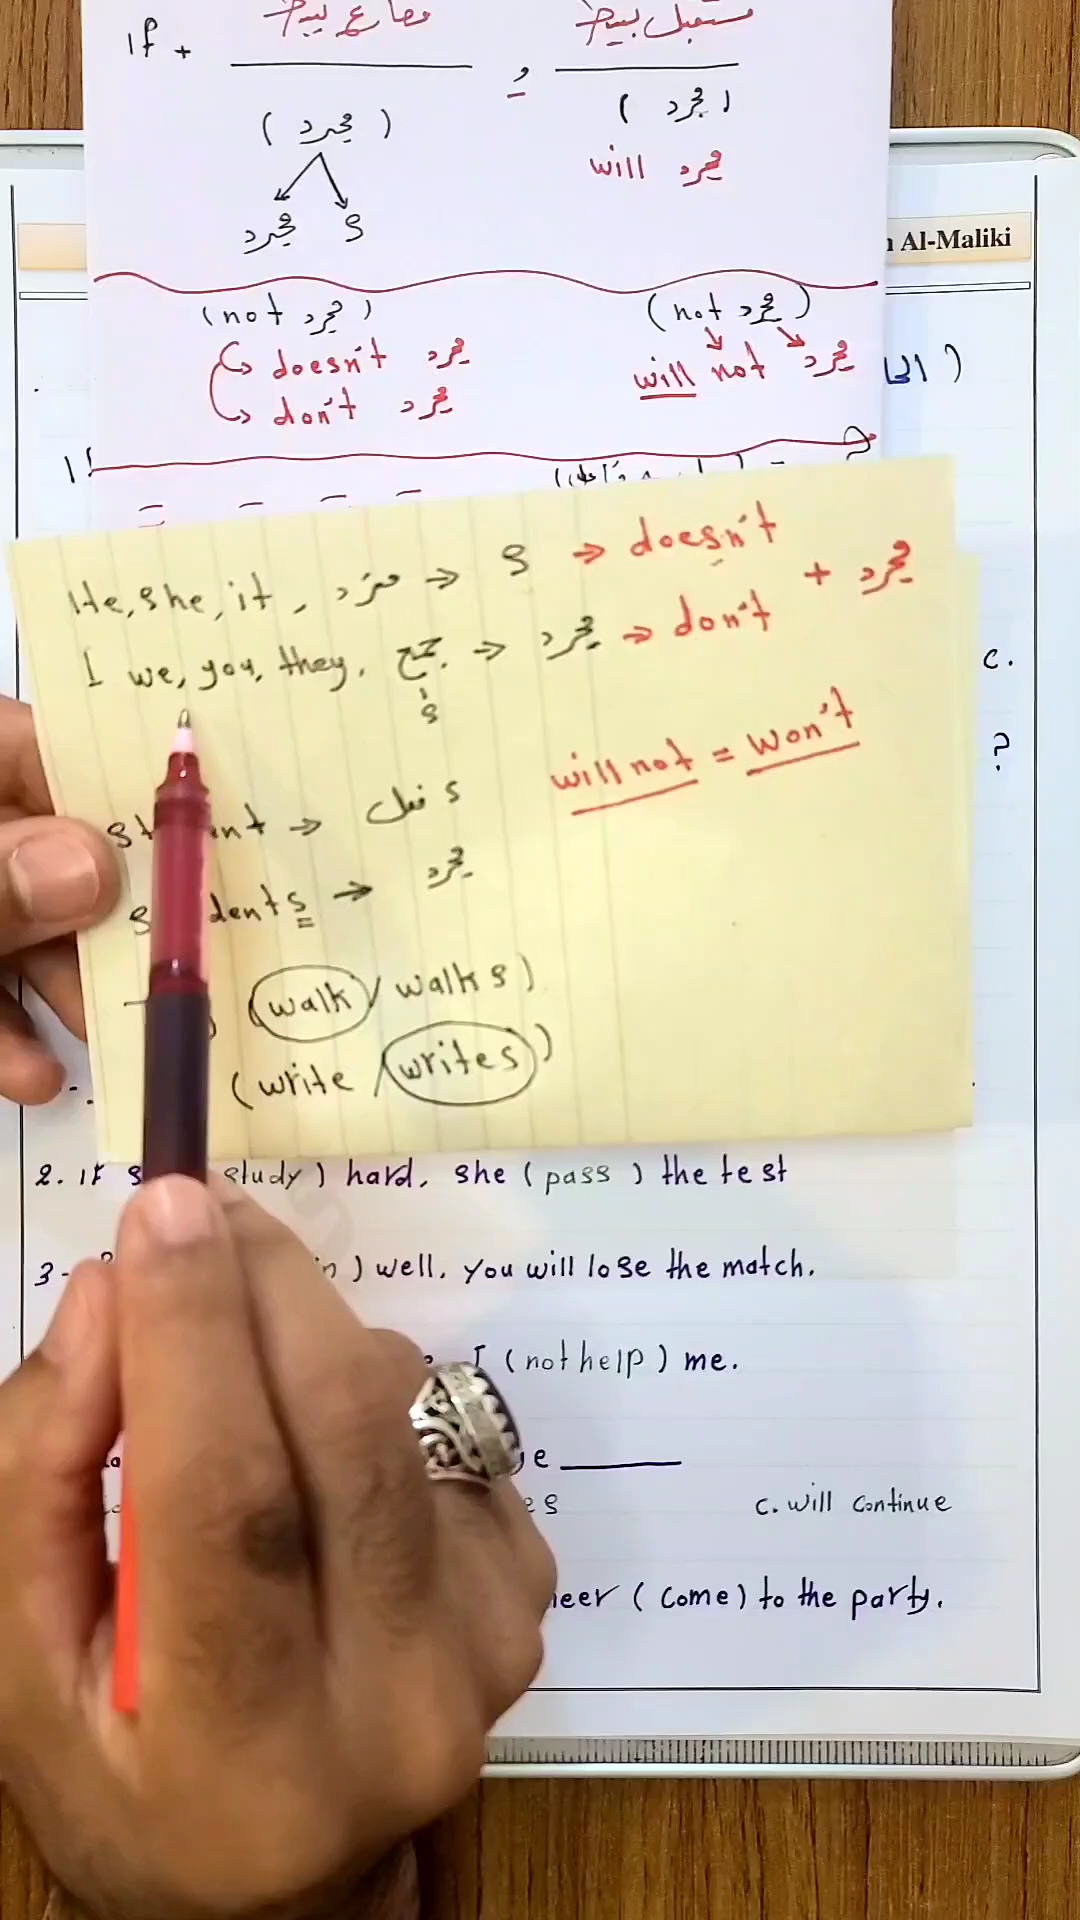 If + مضارع بسيط , مستقبل بسيط
( مجرد ) ( مجرد )
will مجرد
مجرد s
Al-Maliki
(not مجرد) (not مجرد)
doesn't مجرد
will not مجرد
don't مجرد
He, she, it, مفرد → s → doesn't
I we, you, they, جمع → مجرد → don't + مجرد
s
will not = won't
→ فعل s
→ مجرد
(walk / walks)
(write / writes)
c.
?
2. If study ) hard, she ( pass ) the test
3- ) well, you will lose the match.
I ( not help ) me.
c. will continue
( come ) to the party.